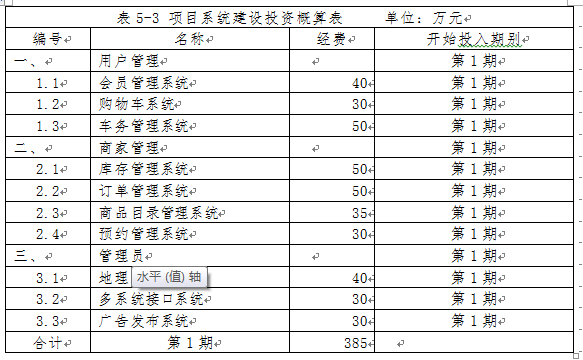 表 5-3 项目系统建设投资概算表 单位：万元
编号 名称 经费 开始投入期别
一、 用户管理 第 1 期
1.1 会员管理系统 40 第 1 期
1.2 购物车系统 30 第 1 期
1.3 车务管理系统 50 第 1 期
二、 商家管理 第 1 期
2.1 库存管理系统 50 第 1 期
2.2 订单管理系统 50 第 1 期
2.3 商品目录管理系统 35 第 1 期
2.4 预约管理系统 30 第 1 期
三、 管理员 第 1 期
3.1 地理 水平 (值) 轴 40 第 1 期
3.2 多系统接口系统 30 第 1 期
3.3 广告发布系统 30 第 1 期
合计 第 1 期 385